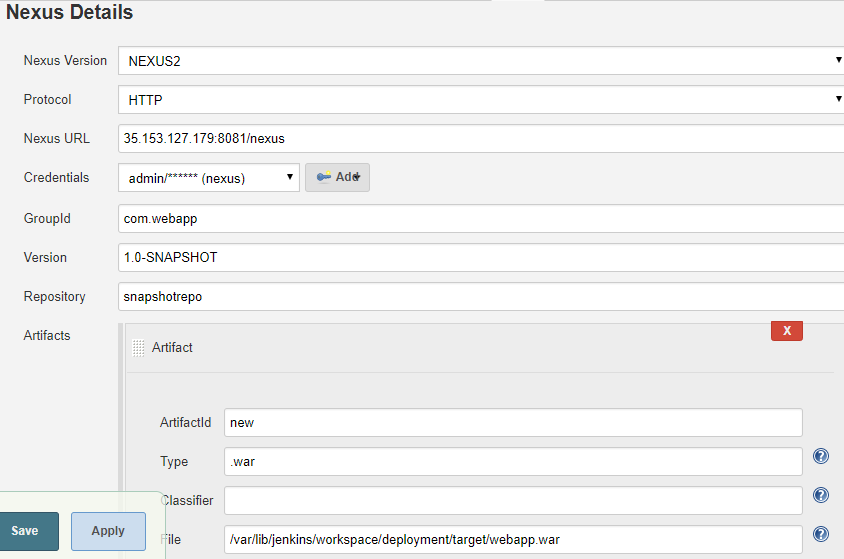 Nexus Details
Nexus Version NEXUS2
Protocol HTTP
Nexus URL 35.153.127.179:8081/nexus
Credentials admin/****** (nexus) Add
GroupId com.webapp
Version 1.0-SNAPSHOT
Repository snapshotrepo
Artifacts
X
Artifact
ArtifactId new
Type .war
Classifier
File /var/lib/jenkins/workspace/deployment/target/webapp.war
Save Apply